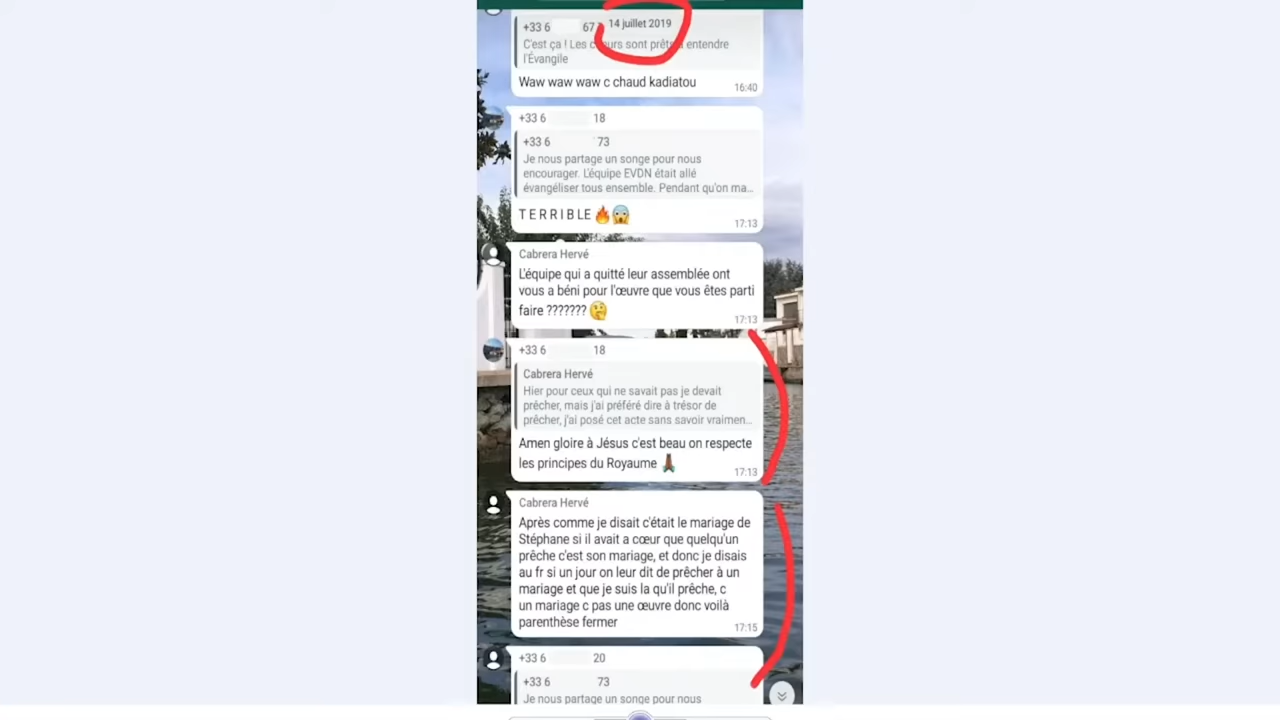 14 juillet 2019
+33 6 67
C'est ça ! Les cœurs sont prêts à entendre
l'Évangile
Waw waw waw c chaud kadiatou
16:40
+33 6 18
+33 6 73
Je nous partage un songe pour nous
encourager. L'équipe EVDN était allé
évangéliser tous ensemble. Pendant qu'on ma...
T E R R I B L E 🔥😱
17:13
Cabrera Hervé
L'équipe qui a quitté leur assemblée ont
vous a béni pour l'œuvre que vous êtes parti
faire ??????? 🤔
17:13
+33 6 18
Cabrera Hervé
Hier pour ceux qui ne savait pas je devait
prêcher, mais j'ai préféré dire à trésor de
prêcher, j'ai posé cet acte sans savoir vraimen...
Amen gloire à Jésus c'est beau on respecte
les principes du Royaume 🙏🏾
17:13
Cabrera Hervé
Après comme je disait c'était le mariage de
Stéphane si il avait a cœur que quelqu'un
prêche c'est son mariage, et donc je disais
au fr si un jour on leur dit de prêcher à un
mariage et que je suis la qu'il prêche, c
un mariage c pas une œuvre donc voilà
parenthèse fermer
17:15
+33 6 20
+33 6 73
Je nous partage un songe pour nous